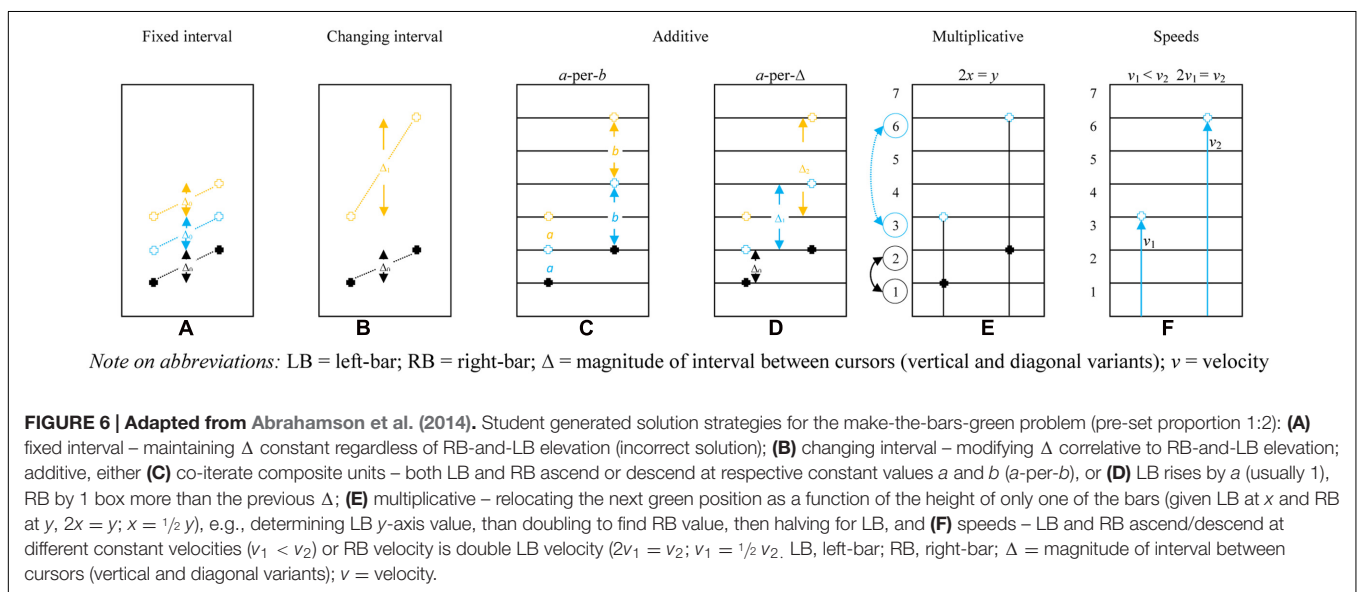 Fixed interval
Changing interval
Additive
Multiplicative
Speeds
a-per-b
a-per-Δ
2x = y
v₁ < v₂ 2v₁ = v₂
Δ₀
Δ₀
Δ₀
Δ₁
Δ₀
b
b
a
a
Δ₂
Δ₁
Δ₀
7
6
5
4
3
2
1
7
6
5
4
3
2
1
v₂
v₁
A
B
C
D
E
F
Note on abbreviations: LB = left-bar; RB = right-bar; Δ = magnitude of interval between cursors (vertical and diagonal variants); v = velocity
FIGURE 6 | Adapted from Abrahamson et al. (2014). Student generated solution strategies for the make-the-bars-green problem (pre-set proportion 1:2): (A)
fixed interval – maintaining Δ constant regardless of RB-and-LB elevation (incorrect solution); (B) changing interval – modifying Δ correlative to RB-and-LB elevation;
additive, either (C) co-iterate composite units – both LB and RB ascend or descend at respective constant values a and b (a-per-b), or (D) LB rises by a (usually 1),
RB by 1 box more than the previous Δ; (E) multiplicative – relocating the next green position as a function of the height of only one of the bars (given LB at x and RB
at y, 2x = y; x = 1/2 y), e.g., determining LB y-axis value, than doubling to find RB value, then halving for LB, and (F) speeds – LB and RB ascend/descend at
different constant velocities (v₁ < v₂) or RB velocity is double LB velocity (2v₁ = v₂; v₁ = 1/2 v₂. LB, left-bar; RB, right-bar; Δ = magnitude of interval between
cursors (vertical and diagonal variants); v = velocity.